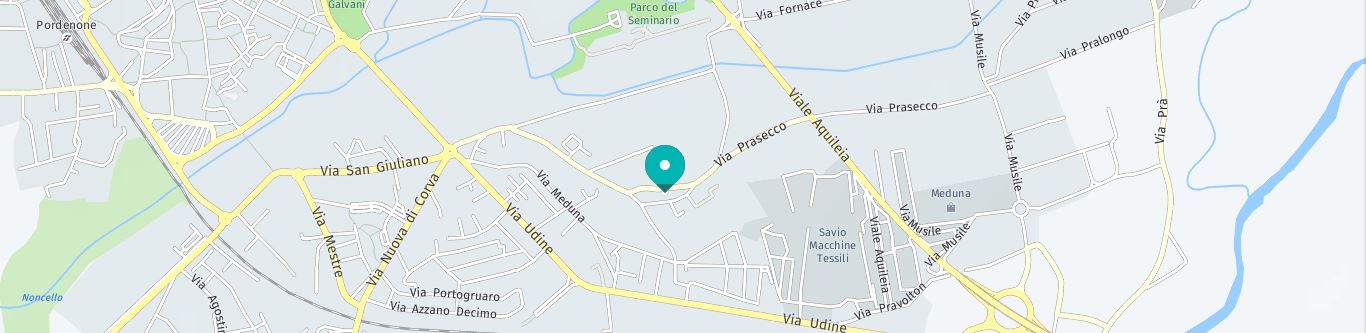 Galvani
Pordenone
Parco del
Seminario
Via Fornace
Via Musile
Via Pralongo
Via Prà
Viale Aquileia
Via Prasecco
Via Prasecco
Via San Giuliano
Via Meduna
Via Musile
Meduna
Via Mestre
Via Nuova di Corva
Via Udine
Savio
Macchine
Tessili
Viale Aquileia
Via Musile
Via Musile
Noncello
Via Agostin
Via Portogruaro
Via Azzano Decimo
Via Pravolton
Via Udine